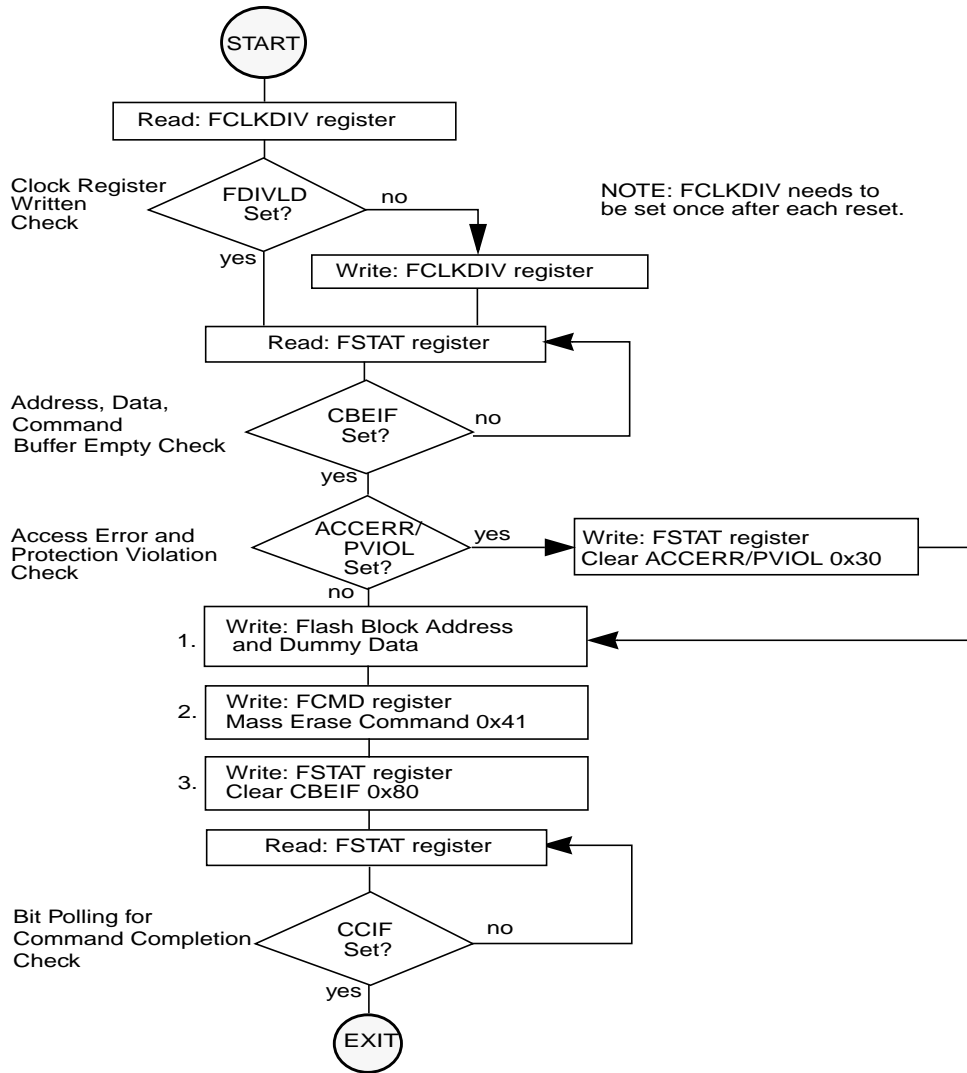 START
Read: FCLKDIV register
Clock Register
Written
Check
FDIVLD
Set?
no
yes
NOTE: FCLKDIV needs to
be set once after each reset.
Write: FCLKDIV register
Read: FSTAT register
Address, Data,
Command
Buffer Empty Check
CBEIF
Set?
no
yes
Access Error and
Protection Violation
Check
ACCERR/
PVIOL
Set?
yes
no
Write: FSTAT register
Clear ACCERR/PVIOL 0x30
1.
Write: Flash Block Address
and Dummy Data
2.
Write: FCMD register
Mass Erase Command 0x41
3.
Write: FSTAT register
Clear CBEIF 0x80
Read: FSTAT register
Bit Polling for
Command Completion
Check
CCIF
Set?
no
yes
EXIT